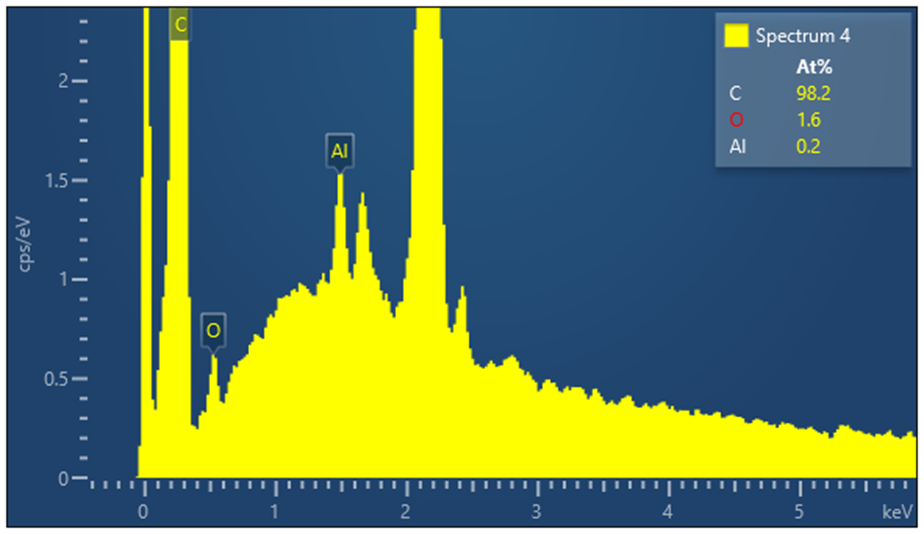 C
Spectrum 4
At%
C 98.2
O 1.6
Al 0.2
2
Al
1.5
cps/eV
1
O
0.5
0
0 1 2 3 4 5 keV